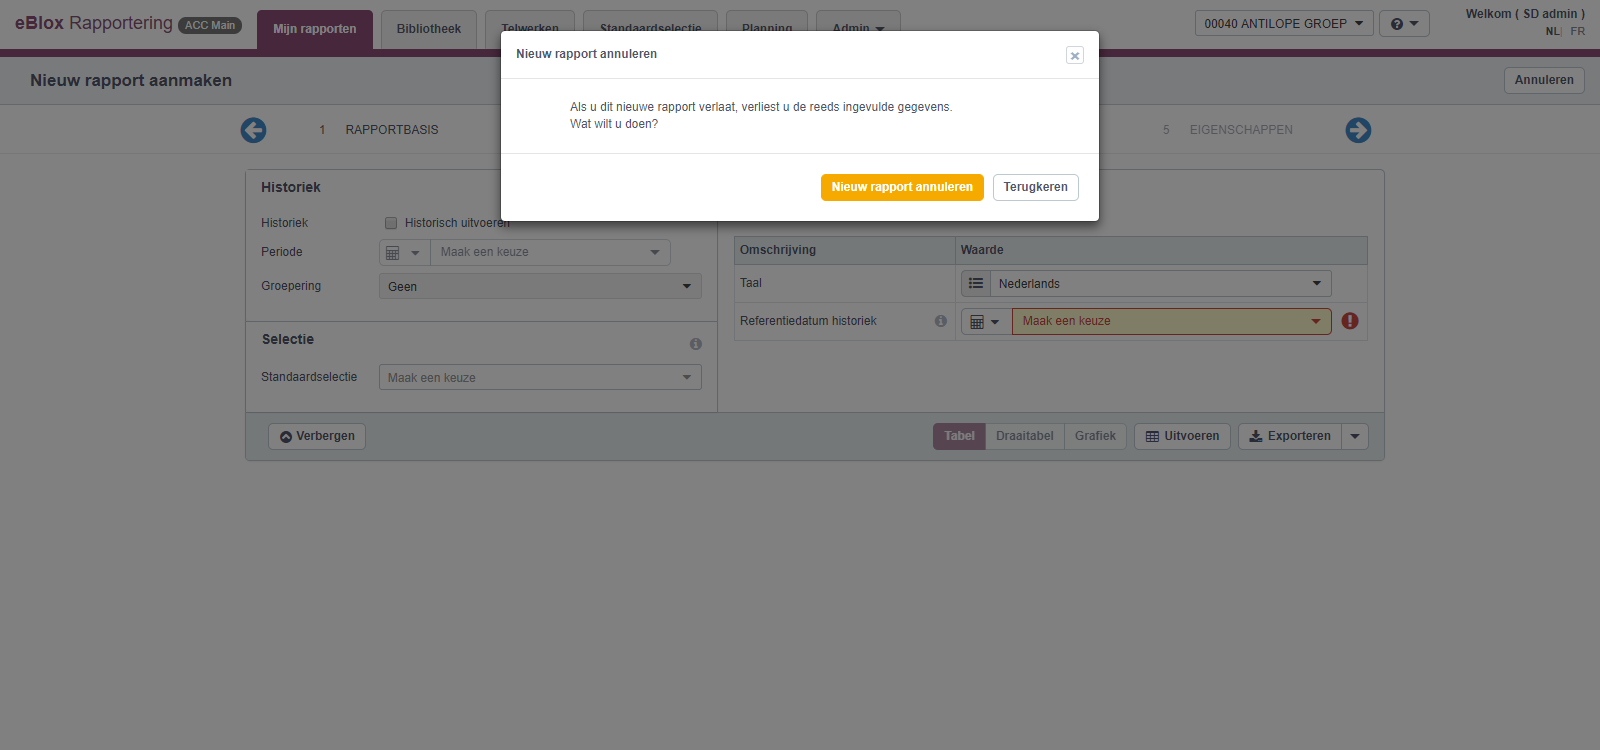 eBlox Rapportering ACC Main
Mijn rapporten
Bibliotheek
Telwerken
Standaardselectie
Planning
Admin
00040 ANTILOPE GROEP
Welkom ( SD admin )
NL| FR
Nieuw rapport aanmaken
Annuleren
Nieuw rapport annuleren
Als u dit nieuwe rapport verlaat, verliest u de reeds ingevulde gegevens.
Wat wilt u doen?
Nieuw rapport annuleren
Terugkeren
1 RAPPORTBASIS
5 EIGENSCHAPPEN
Historiek
Historiek Historisch uitvoeren
Periode Maak een keuze
Groepering Geen
Selectie
Standaardselectie Maak een keuze
Omschrijving Waarde
Taal Nederlands
Referentiedatum historiek Maak een keuze
Verbergen
Tabel Draaitabel Grafiek
Uitvoeren
Exporteren